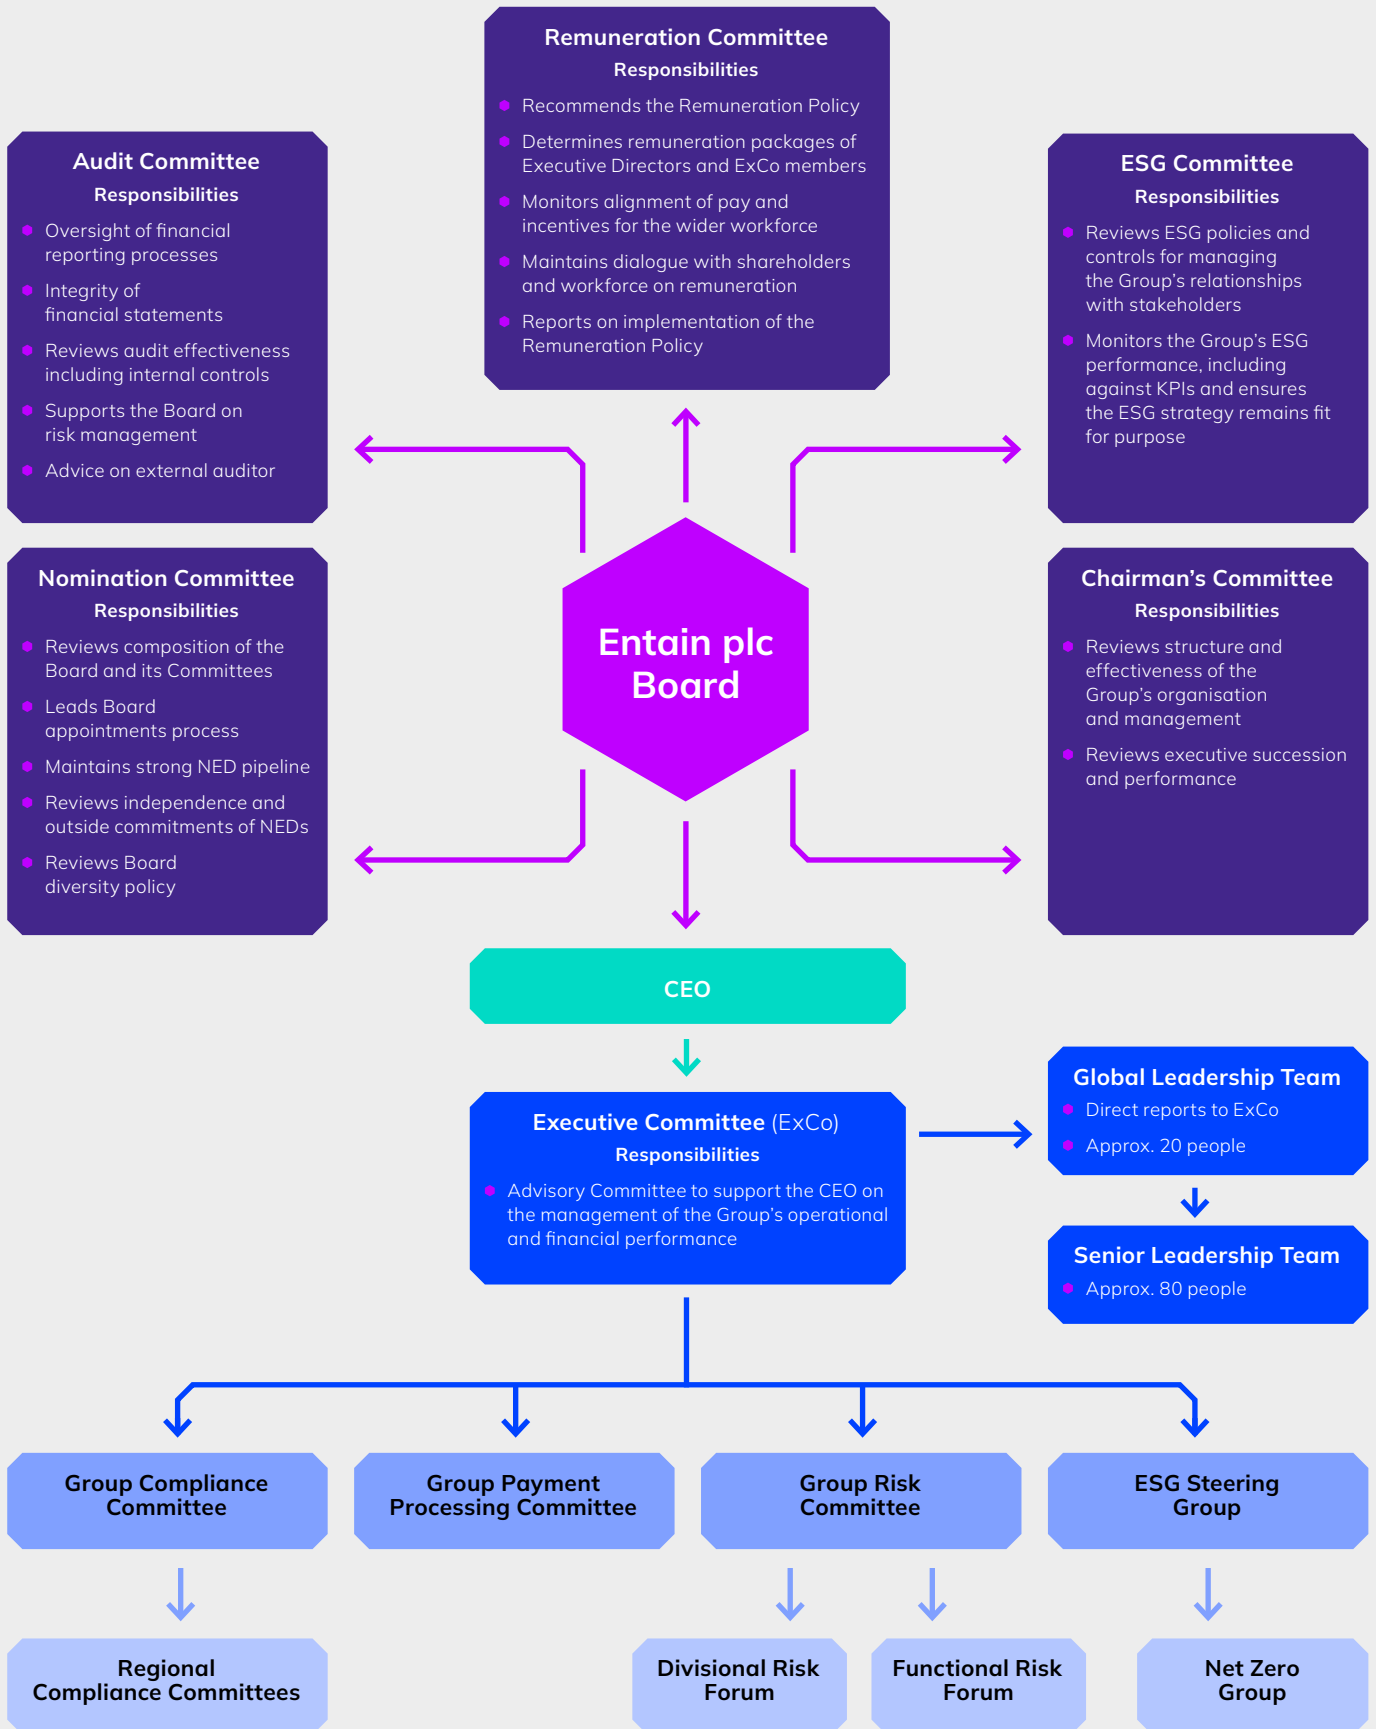 Remuneration Committee
Responsibilities
Recommends the Remuneration Policy
Determines remuneration packages of
Executive Directors and ExCo members
Monitors alignment of pay and
incentives for the wider workforce
Maintains dialogue with shareholders
and workforce on remuneration
Reports on implementation of the
Remuneration Policy
Audit Committee
Responsibilities
Oversight of financial
reporting processes
Integrity of
financial statements
Reviews audit effectiveness
including internal controls
Supports the Board on
risk management
Advice on external auditor
ESG Committee
Responsibilities
Reviews ESG policies and
controls for managing
the Group’s relationships
with stakeholders
Monitors the Group’s ESG
performance, including
against KPIs and ensures
the ESG strategy remains fit
for purpose
Nomination Committee
Responsibilities
Reviews composition of the
Board and its Committees
Leads Board
appointments process
Maintains strong NED pipeline
Reviews independence and
outside commitments of NEDs
Reviews Board
diversity policy
Entain plc
Board
Chairman’s Committee
Responsibilities
Reviews structure and
effectiveness of the
Group’s organisation
and management
Reviews executive succession
and performance
CEO
Executive Committee (ExCo)
Responsibilities
Advisory Committee to support the CEO on
the management of the Group’s operational
and financial performance
Global Leadership Team
Direct reports to ExCo
Approx. 20 people
Senior Leadership Team
Approx. 80 people
Group Compliance
Committee
Group Payment
Processing Committee
Group Risk
Committee
ESG Steering
Group
Regional
Compliance Committees
Divisional Risk
Forum
Functional Risk
Forum
Net Zero
Group